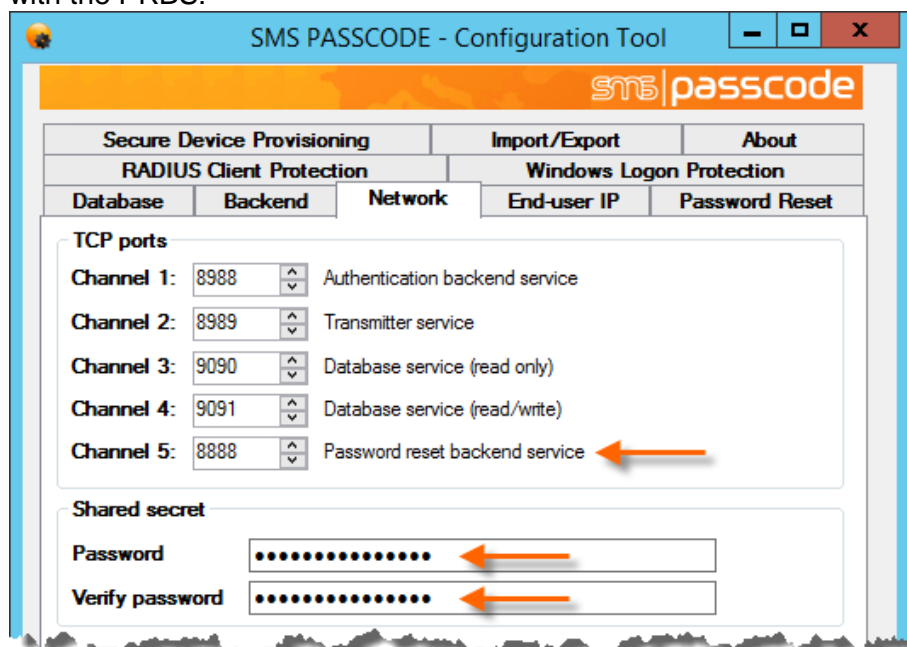 with the PRBS.
SMS PASSCODE - Configuration Tool
sms|passcode
Secure Device Provisioning Import/Export About
RADIUS Client Protection Windows Logon Protection
Database Backend Network End-user IP Password Reset
TCP ports
Channel 1: 8988 Authentication backend service
Channel 2: 8989 Transmitter service
Channel 3: 9090 Database service (read only)
Channel 4: 9091 Database service (read/write)
Channel 5: 8888 Password reset backend service
Shared secret
Password •••••••••••••••
Verify password •••••••••••••••